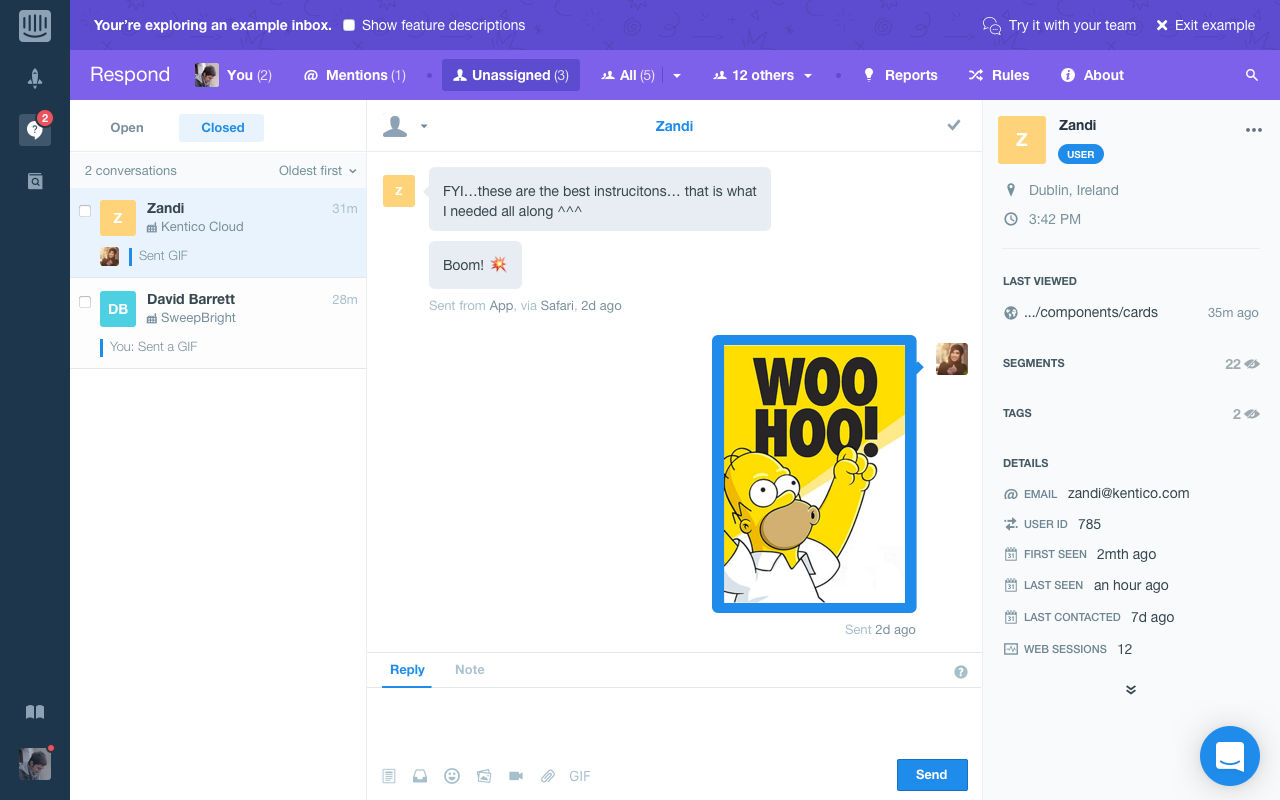 Your're exploring an example inbox. Show feature descriptions
Try it with your team Exit example
Respond You (2) Mentions (1) Unassigned (3) All (5) 12 others Reports Rules About
2
Open Closed
2 conversations Oldest first
Z Zandi 31m
Kentico Cloud
Sent GIF
DB David Barrett 28m
SweepBright
You: Sent a GIF
Zandi
Z
FYI…these are the best instrucitons… that is what
I needed all along ^^^
Boom!
Sent from App, via Safari, 2d ago
WOO
HOO!
Sent 2d ago
Reply Note
?
GIF
Send
Z Zandi
USER
Dublin, Ireland
3:42 PM
LAST VIEWED
.../components/cards 35m ago
SEGMENTS 22
TAGS 2
DETAILS
EMAIL zandi@kentico.com
USER ID 785
FIRST SEEN 2mth ago
LAST SEEN an hour ago
LAST CONTACTED 7d ago
WEB SESSIONS 12